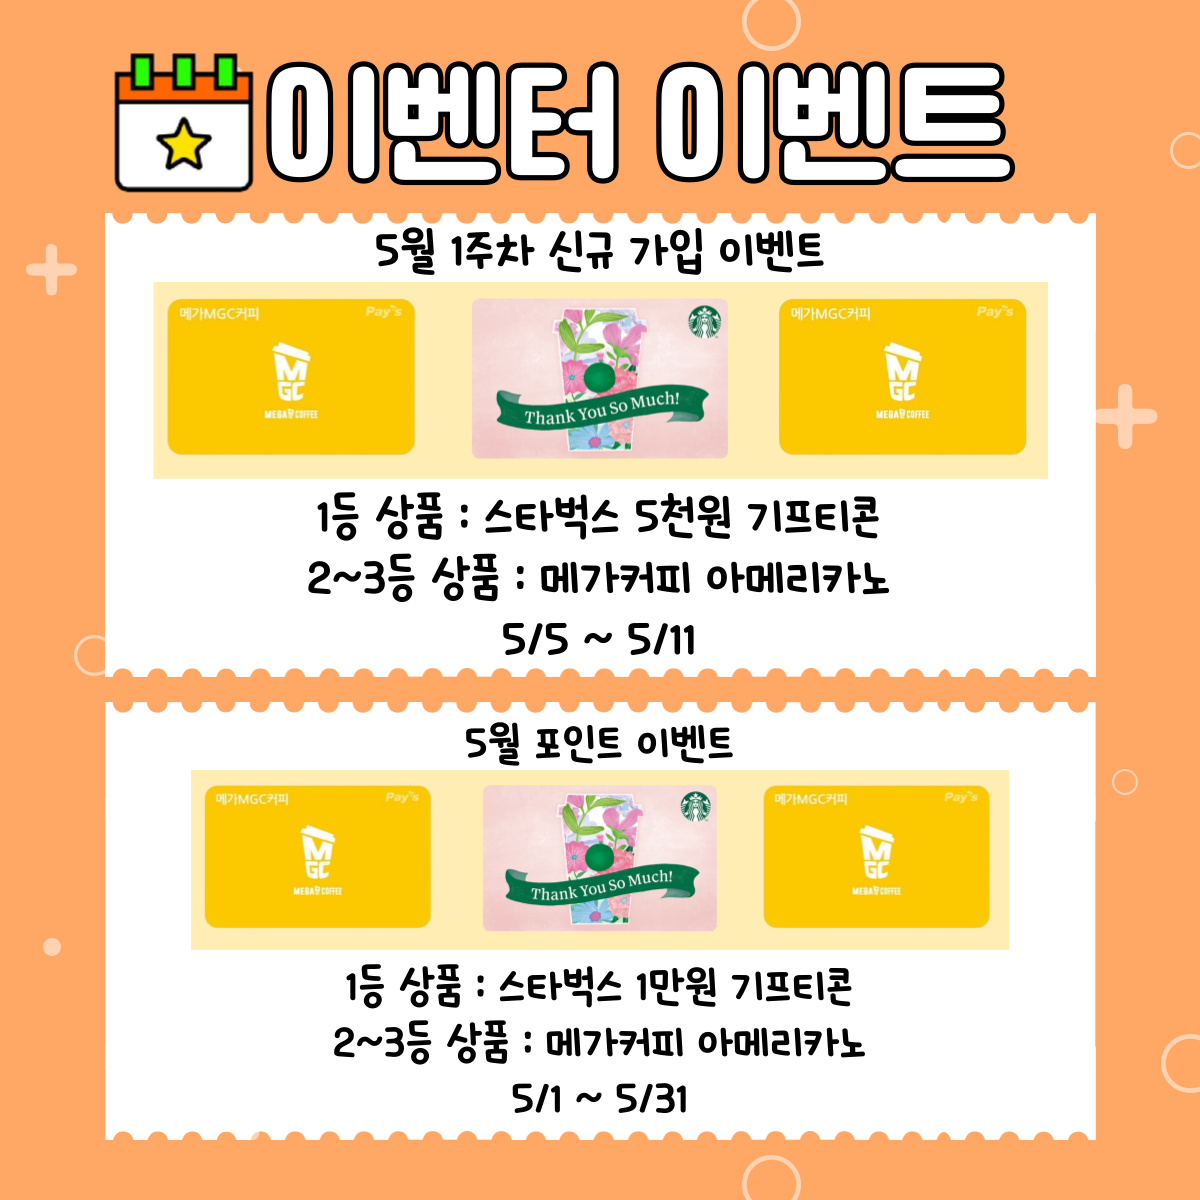 이벤터 이벤트
5월 1주차 신규 가입 이벤트
메가MGC커피 Pay's
MGC
MEGA COFFEE
Thank You So Much!
메가MGC커피 Pay's
MGC
MEGA COFFEE
1등 상품 : 스타벅스 5천원 기프티콘
2~3등 상품 : 메가커피 아메리카노
5/5 ~ 5/11
5월 포인트 이벤트
메가MGC커피 Pay's
MGC
MEGA COFFEE
Thank You So Much!
메가MGC커피 Pay's
MGC
MEGA COFFEE
1등 상품 : 스타벅스 1만원 기프티콘
2~3등 상품 : 메가커피 아메리카노
5/1 ~ 5/31